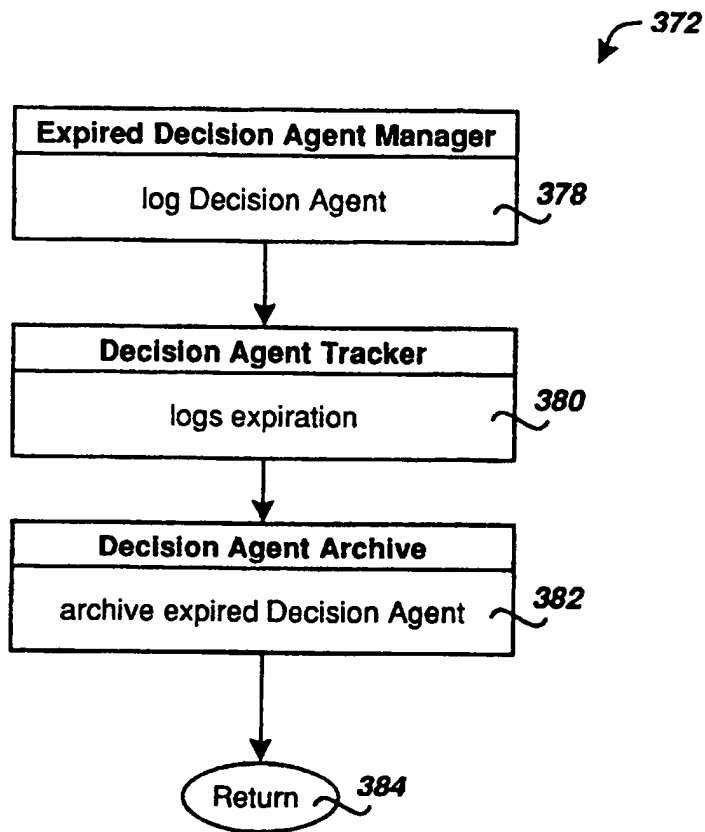 372
Expired Decision Agent Manager
log Decision Agent
378
Decision Agent Tracker
logs expiration
380
Decision Agent Archive
archive expired Decision Agent
382
Return
384